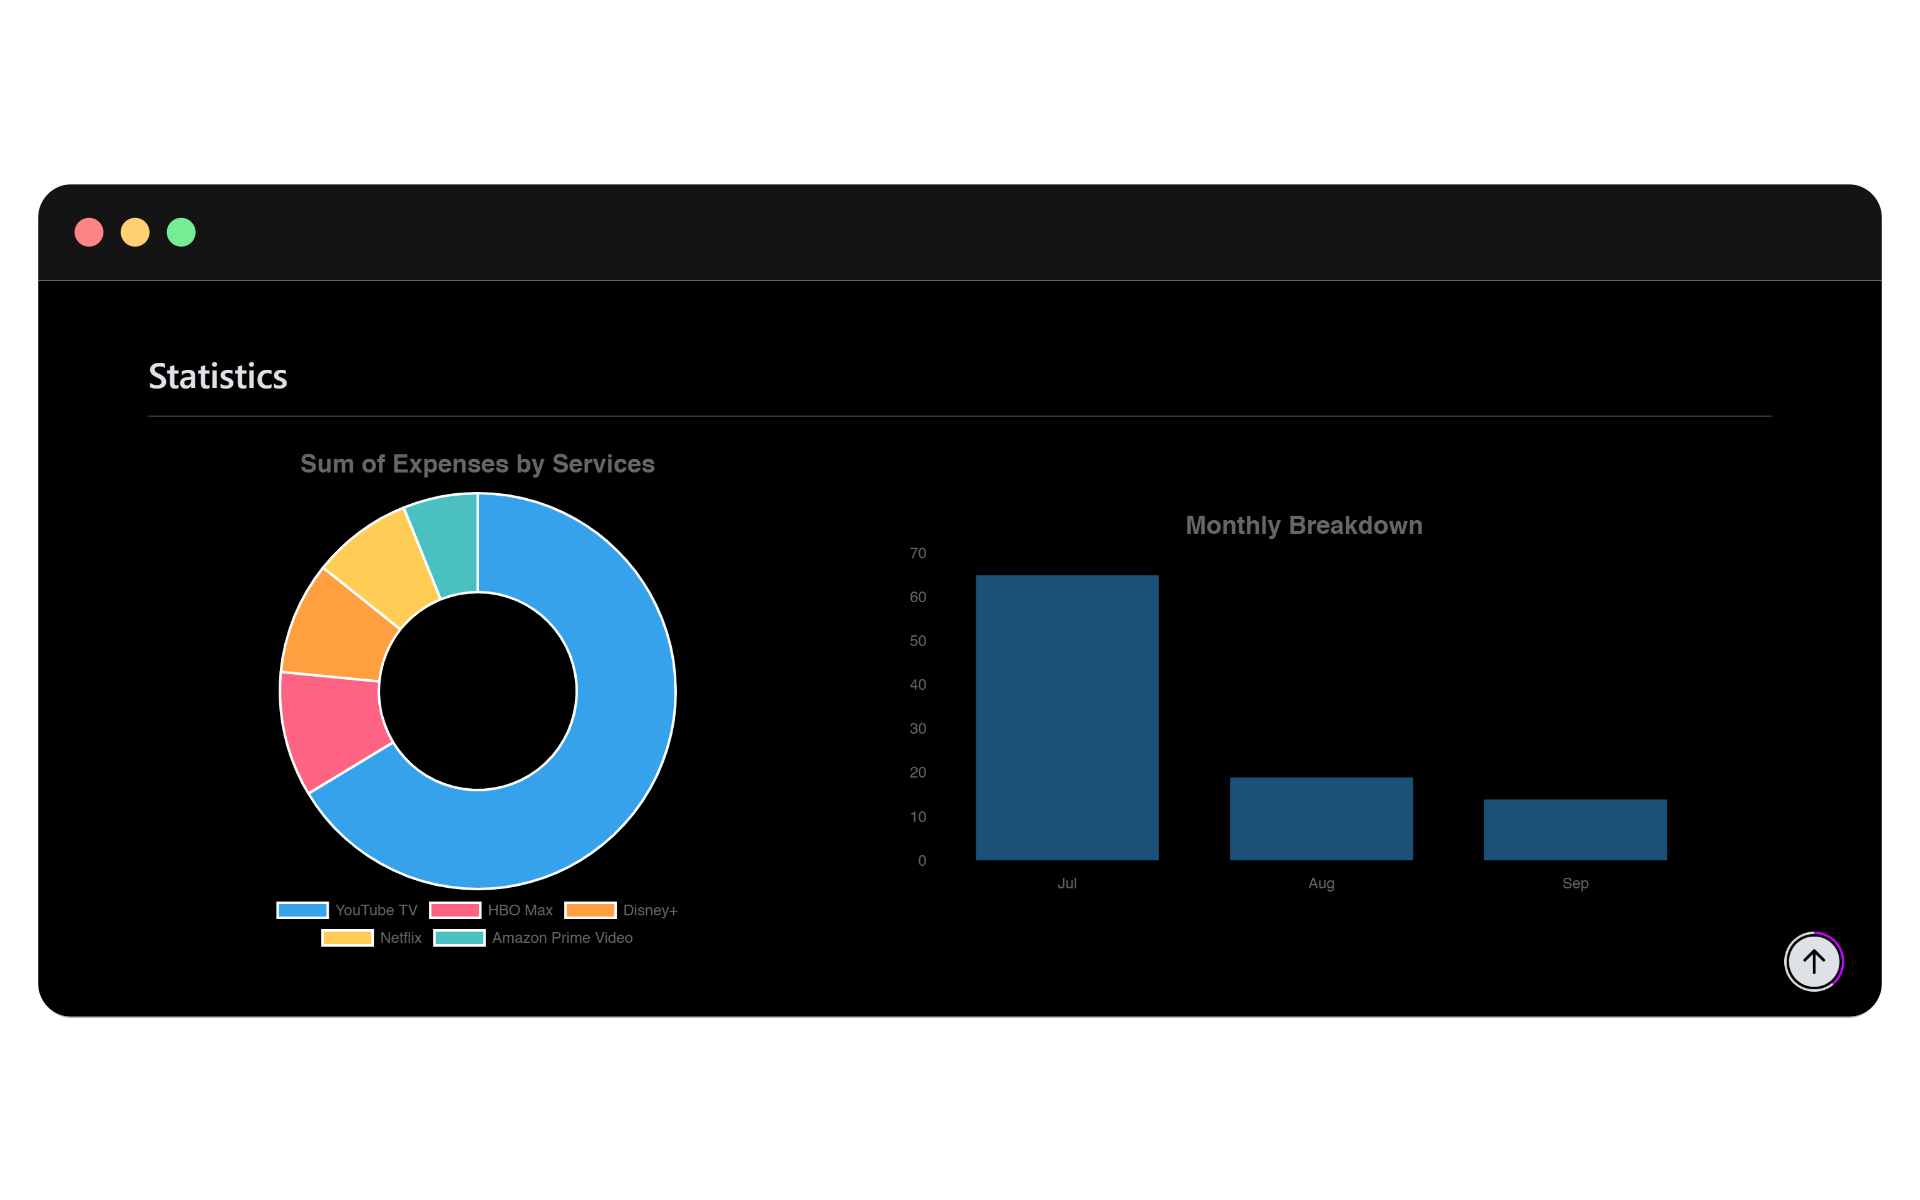 Statistics
Sum of Expenses by Services
YouTube TV HBO Max Disney+
Netflix Amazon Prime Video
Monthly Breakdown
70
60
50
40
30
20
10
0
Jul Aug Sep